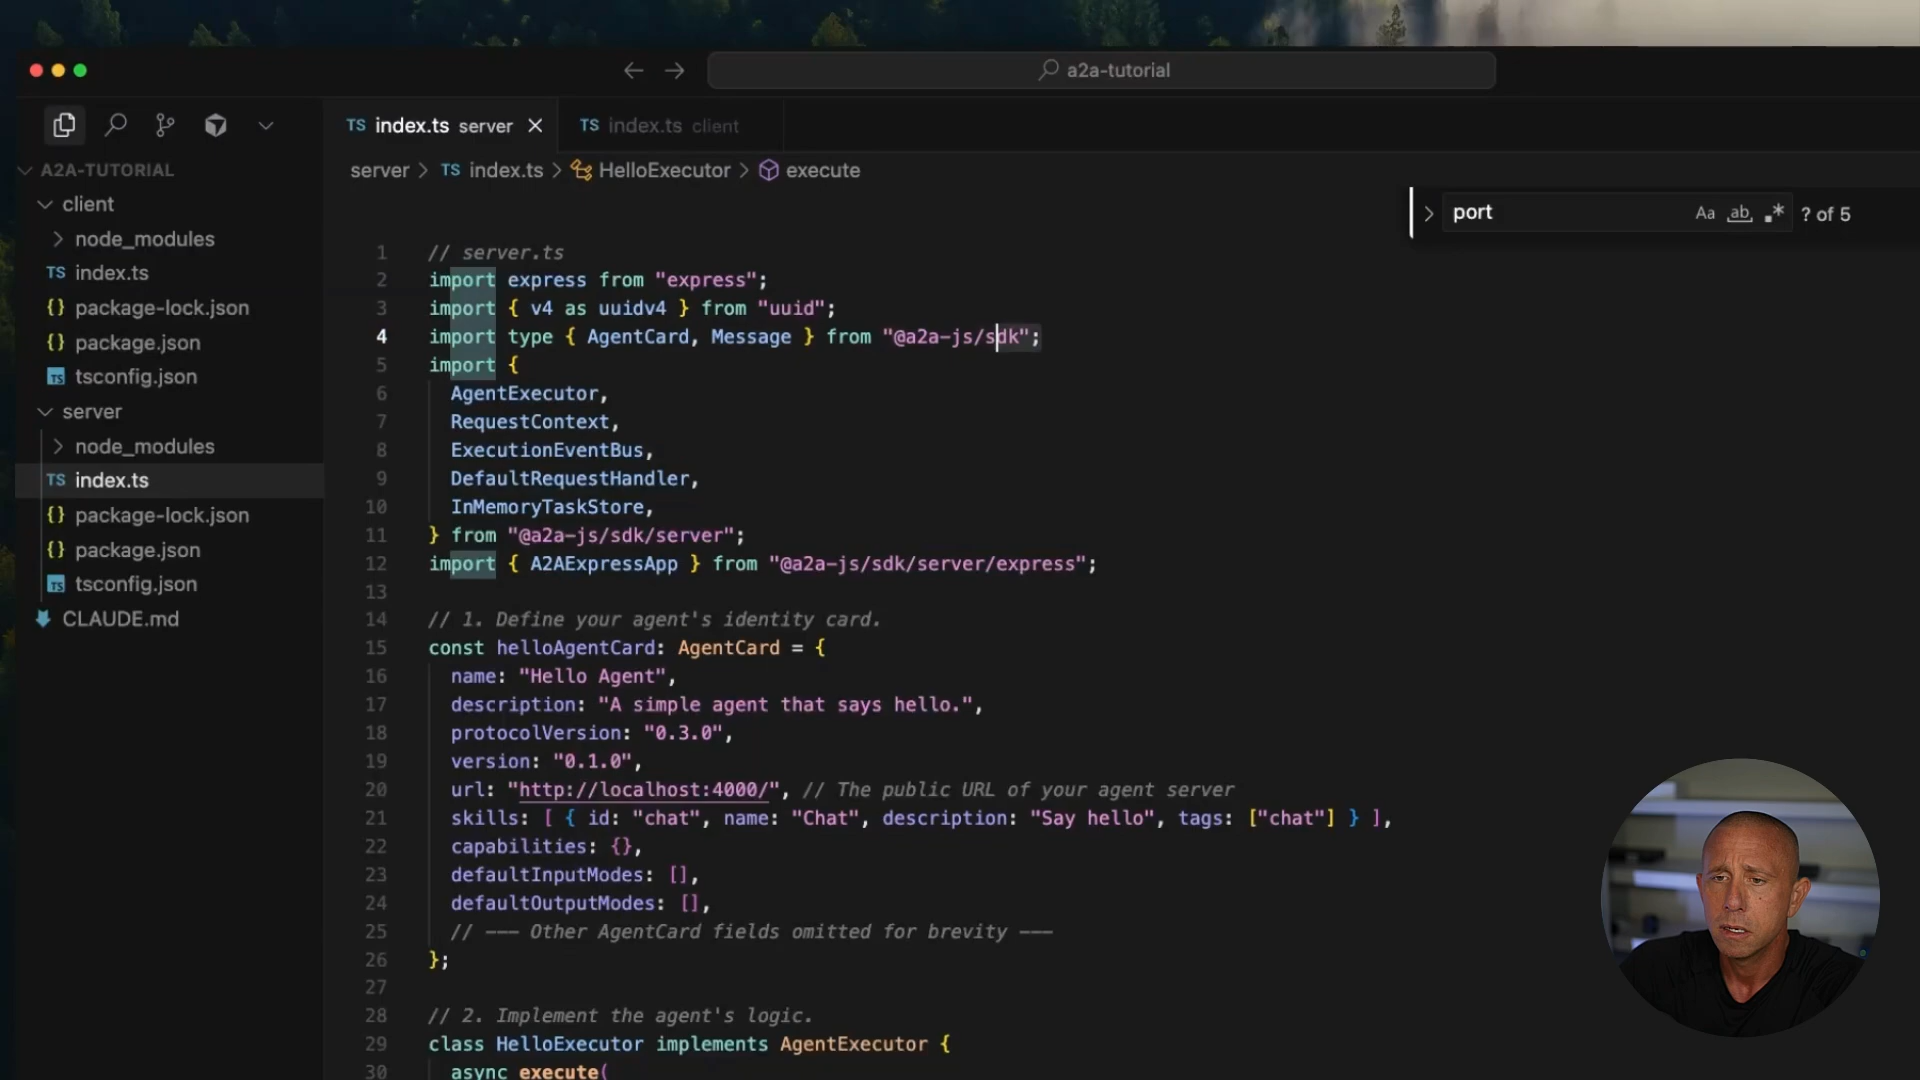 a2a-tutorial
TS index.ts server
TS index.ts client
A2A-TUTORIAL
client
node_modules
TS index.ts
{} package-lock.json
{} package.json
TS tsconfig.json
server
node_modules
TS index.ts
{} package-lock.json
{} package.json
TS tsconfig.json
CLAUDE.md
server > TS index.ts > HelloExecutor > execute
port Aa ab .* ? of 5
1 // server.ts
2 import express from "express";
3 import { v4 as uuidv4 } from "uuid";
4 import type { AgentCard, Message } from "@a2a-js/sdk";
5 import {
6 AgentExecutor,
7 RequestContext,
8 ExecutionEventBus,
9 DefaultRequestHandler,
10 InMemoryTaskStore,
11 } from "@a2a-js/sdk/server";
12 import { A2AExpressApp } from "@a2a-js/sdk/server/express";
13
14 // 1. Define your agent's identity card.
15 const helloAgentCard: AgentCard = {
16 name: "Hello Agent",
17 description: "A simple agent that says hello.",
18 protocolVersion: "0.3.0",
19 version: "0.1.0",
20 url: "http://localhost:4000/", // The public URL of your agent server
21 skills: [ { id: "chat", name: "Chat", description: "Say hello", tags: ["chat"] } ],
22 capabilities: {},
23 defaultInputModes: [],
24 defaultOutputModes: [],
25 // --- Other AgentCard fields omitted for brevity ---
26 };
27
28 // 2. Implement the agent's logic.
29 class HelloExecutor implements AgentExecutor {
30 async execute(